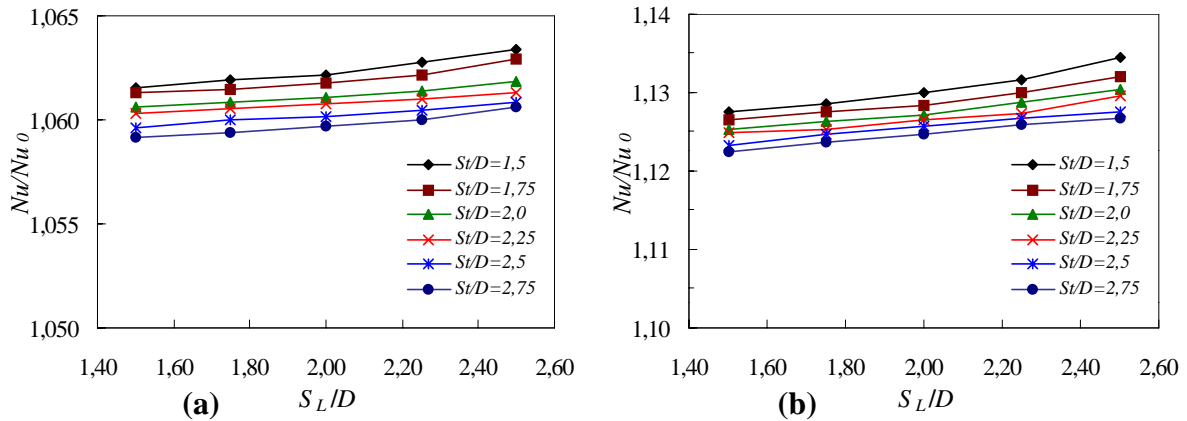 1,065
1,060
1,055
1,050
Nu/Nu 0
St/D=1,5
St/D=1,75
St/D=2,0
St/D=2,25
St/D=2,5
St/D=2,75
1,40 1,60 1,80 2,00 2,20 2,40 2,60
(a)
S L /D
1,14
1,13
1,12
1,11
1,10
Nu/Nu 0
St/D=1,5
St/D=1,75
St/D=2,0
St/D=2,25
St/D=2,5
St/D=2,75
1,40 1,60 1,80 2,00 2,20 2,40 2,60
(b)
S L /D